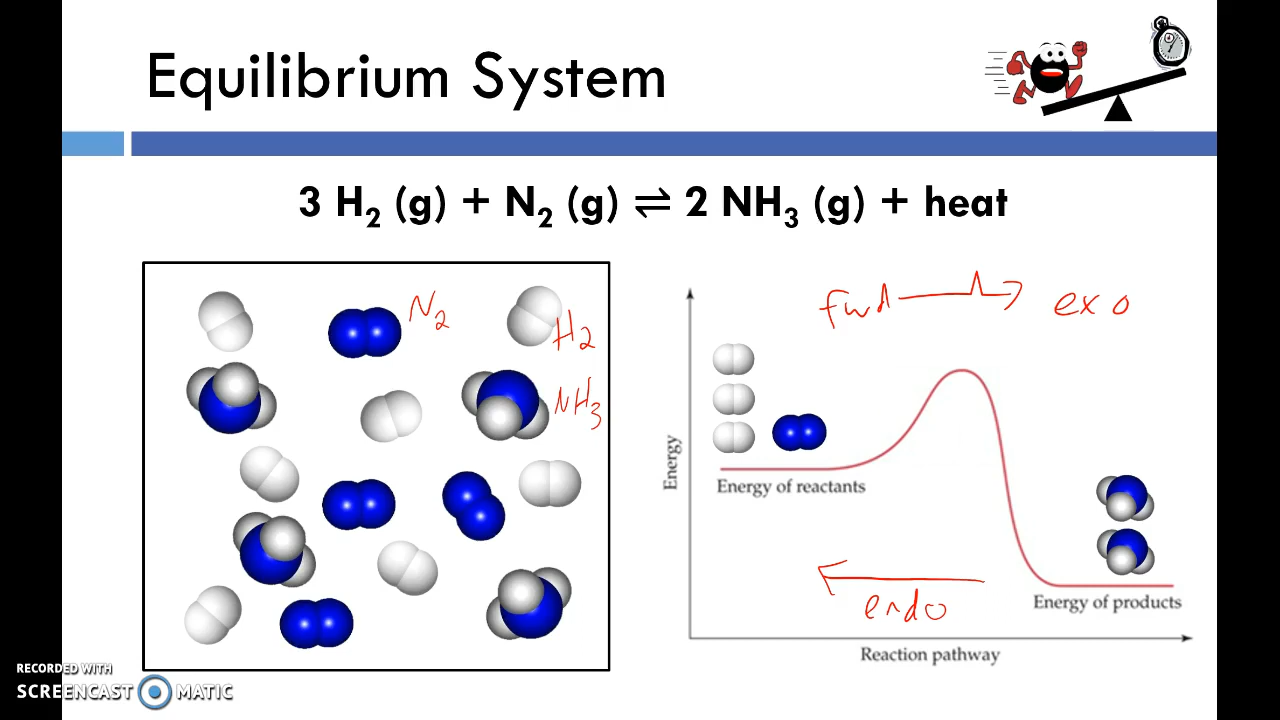 Equilibrium System
3 H₂ (g) + N₂ (g) ⇌ 2 NH₃ (g) + heat
N₂
H₂
NH₃
fwd
exo
Energy
Energy of reactants
endo
Energy of products
Reaction pathway
RECORDED WITH
SCREENCAST MATIC